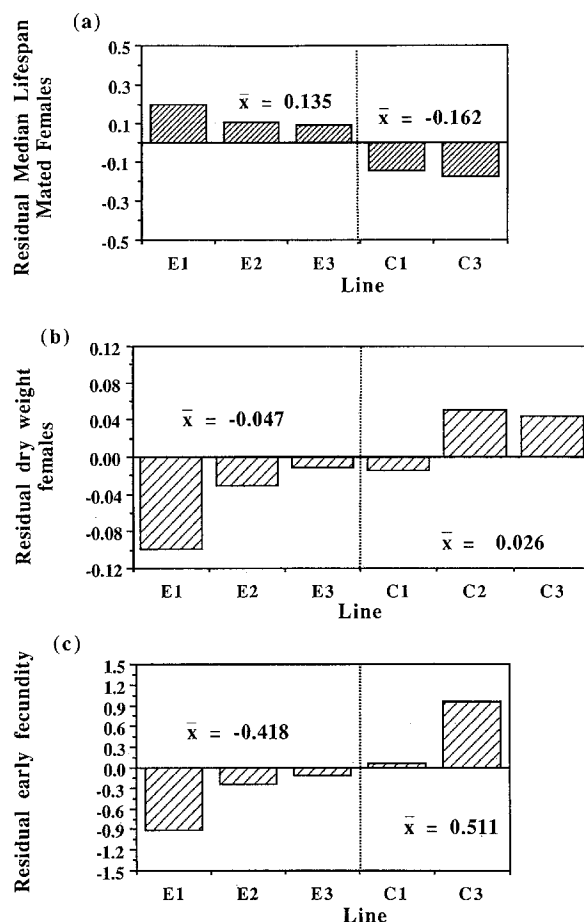 (a)
Residual Median Lifespan
Mated Females
0.5
0.3
0.1
-0.1
-0.3
-0.5
x̄ = 0.135
x̄ = -0.162
E1 E2 E3 C1 C3
Line
(b)
Residual dry weight
females
0.12
0.08
0.04
0.00
-0.04
-0.08
-0.12
x̄ = -0.047
x̄ = 0.026
E1 E2 E3 C1 C2 C3
Line
(c)
Residual early fecundity
1.5
1.2
0.9
0.6
0.3
0.0
-0.3
-0.6
-0.9
-1.2
-1.5
x̄ = -0.418
x̄ = 0.511
E1 E2 E3 C1 C3
Line